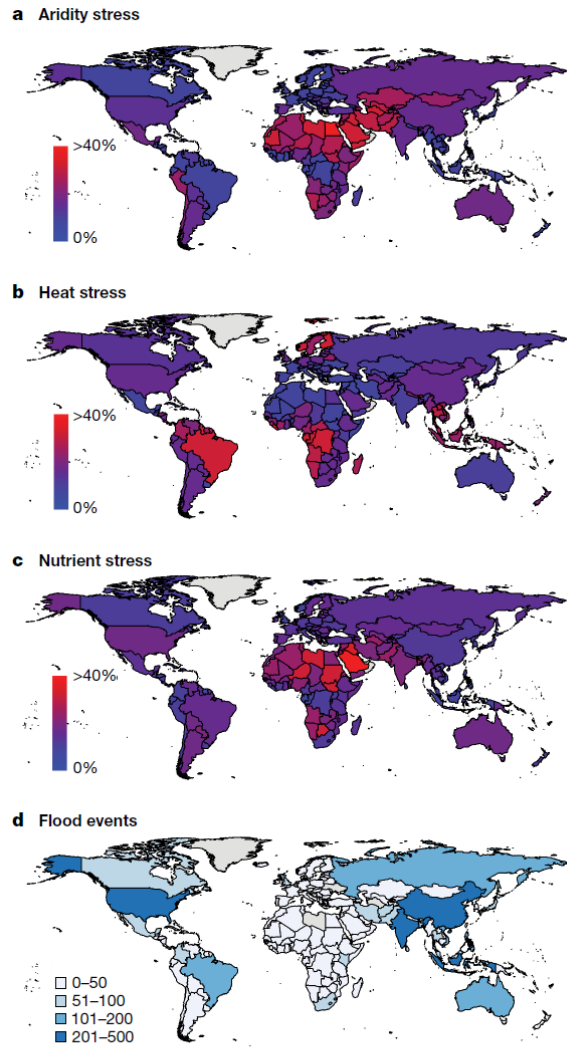 a Aridity stress
>40%
0%
b Heat stress
>40%
0%
c Nutrient stress
>40%
0%
d Flood events
0–50
51–100
101–200
201–500